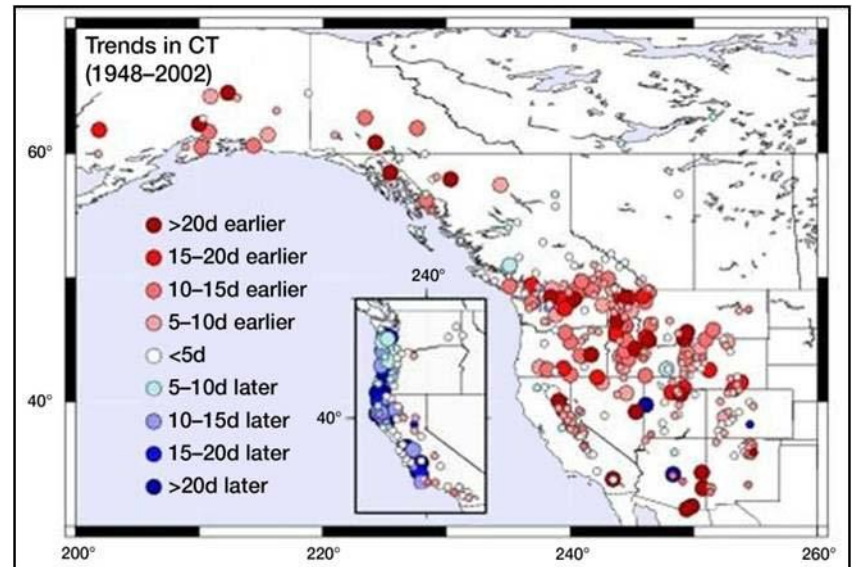 Trends in CT
(1948–2002)
60°
>20d earlier
15–20d earlier
10–15d earlier
5–10d earlier
<5d
5–10d later
10–15d later
15–20d later
>20d later
240°
40°
40°
200°
220°
240°
260°